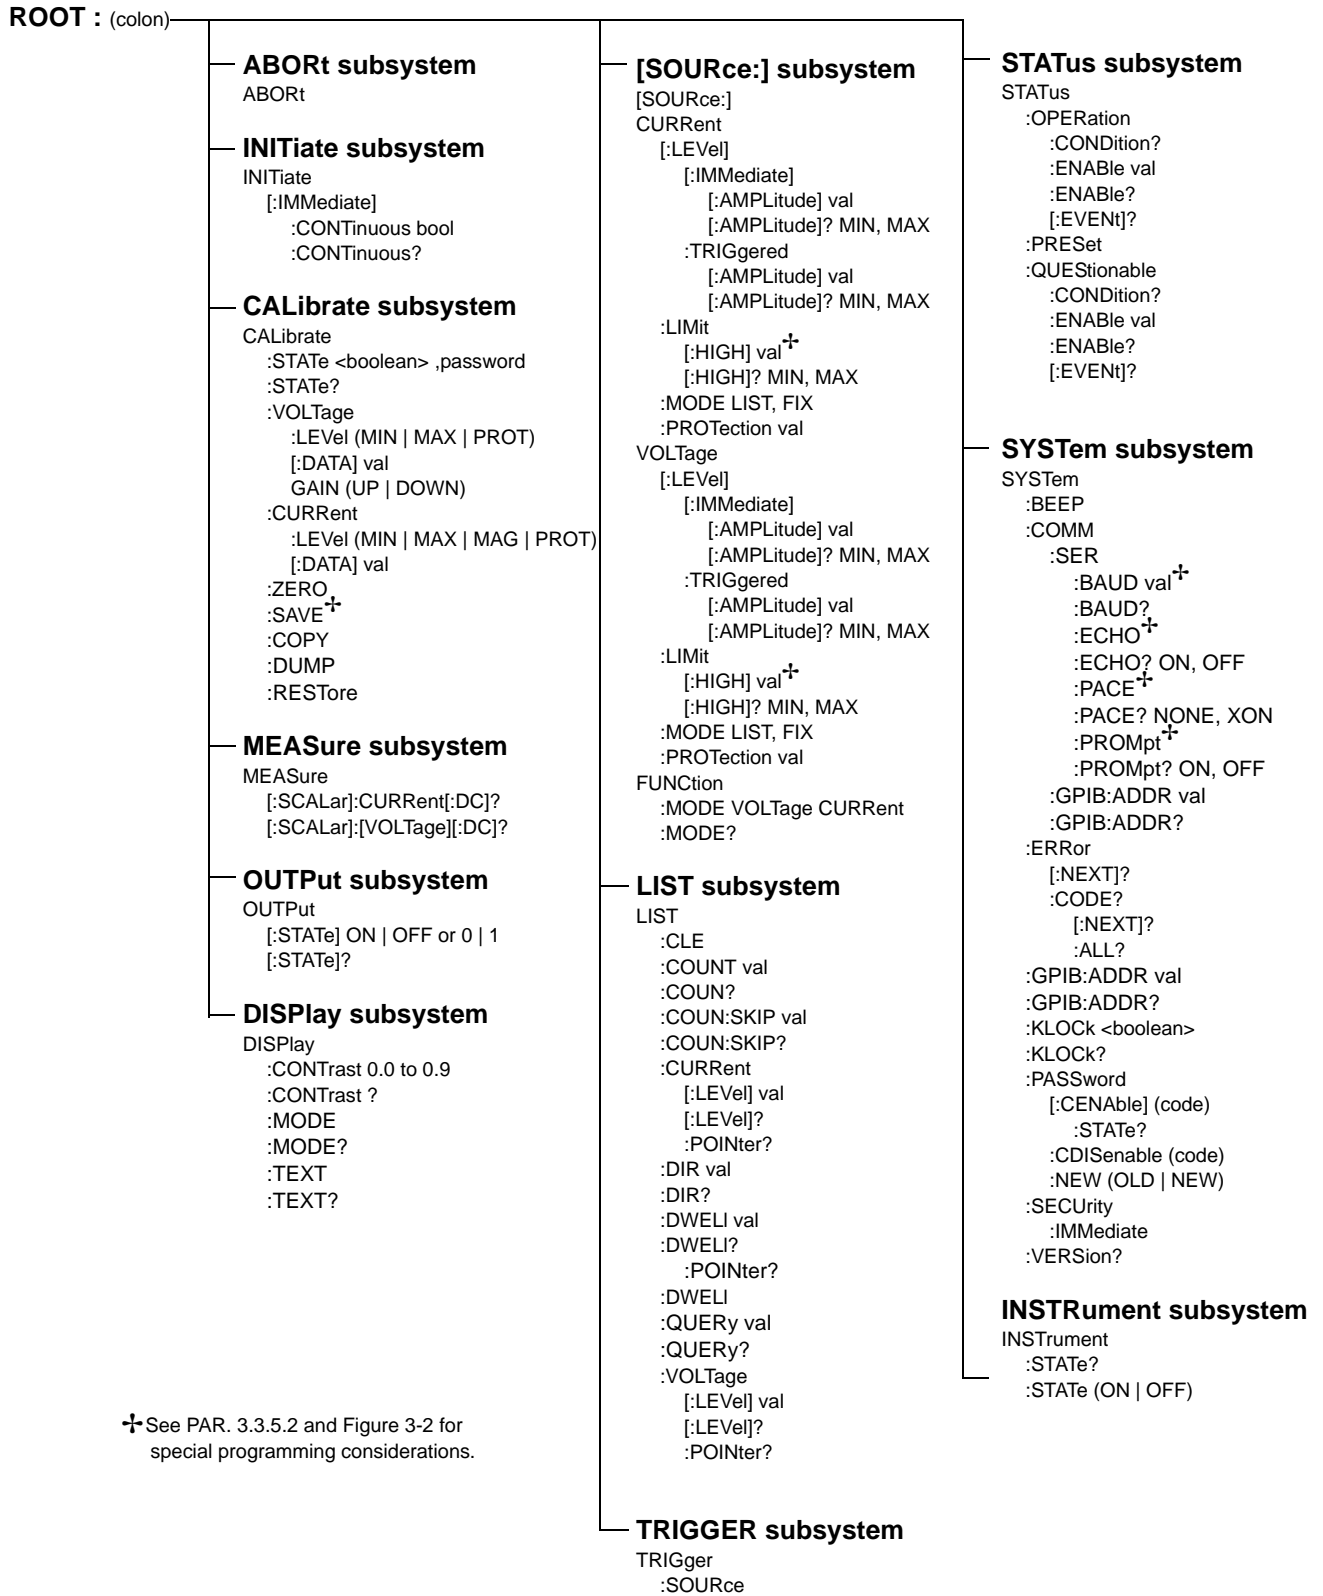 ROOT : (colon)
ABORt subsystem
ABORt
INITiate subsystem
INITiate
[:IMMediate]
:CONTinuous bool
:CONTinuous?
CALibrate subsystem
CALibrate
:STATe <boolean> ,password
:STATe?
:VOLTage
:LEVel (MIN | MAX | PROT)
[:DATA] val
GAIN (UP | DOWN)
:CURRent
:LEVel (MIN | MAX | MAG | PROT)
[:DATA] val
:ZERO
:SAVE✢
:COPY
:DUMP
:RESTore
MEASure subsystem
MEASure
[:SCALar]:CURRent[:DC]?
[:SCALar]:[VOLTage][:DC]?
OUTPut subsystem
OUTPut
[:STATe] ON | OFF or 0 | 1
[:STATe]?
DISPlay subsystem
DISPlay
:CONTrast 0.0 to 0.9
:CONTrast ?
:MODE
:MODE?
:TEXT
:TEXT?
✢See PAR. 3.3.5.2 and Figure 3-2 for
special programming considerations.
[SOURce:] subsystem
[SOURce:]
CURRent
[:LEVel]
[:IMMediate]
[:AMPLitude] val
[:AMPLitude]? MIN, MAX
:TRIGgered
[:AMPLitude] val
[:AMPLitude]? MIN, MAX
:LIMit
[:HIGH] val✢
[:HIGH]? MIN, MAX
:MODE LIST, FIX
:PROTection val
VOLTage
[:LEVel]
[:IMMediate]
[:AMPLitude] val
[:AMPLitude]? MIN, MAX
:TRIGgered
[:AMPLitude] val
[:AMPLitude]? MIN, MAX
:LIMit
[:HIGH] val✢
[:HIGH]? MIN, MAX
:MODE LIST, FIX
:PROTection val
FUNCtion
:MODE VOLTage CURRent
:MODE?
LIST subsystem
LIST
:CLE
:COUNT val
:COUN?
:COUN:SKIP val
:COUN:SKIP?
:CURRent
[:LEVel] val
[:LEVel]?
:POINter?
:DIR val
:DIR?
:DWELl val
:DWELl?
:POINter?
:DWELl
:QUERy val
:QUERy?
:VOLTage
[:LEVel] val
[:LEVel]?
:POINter?
TRIGGER subsystem
TRIGger
:SOURce
STATus subsystem
STATus
:OPERation
:CONDition?
:ENABle val
:ENABle?
[:EVENt]?
:PRESet
:QUEStionable
:CONDition?
:ENABle val
:ENABle?
[:EVENt]?
SYSTem subsystem
SYSTem
:BEEP
:COMM
:SER
:BAUD val✢
:BAUD?
:ECHO✢
:ECHO? ON, OFF
:PACE✢
:PACE? NONE, XON
:PROMpt✢
:PROMpt? ON, OFF
:GPIB:ADDR val
:GPIB:ADDR?
:ERRor
[:NEXT]?
:CODE?
[:NEXT]?
:ALL?
:GPIB:ADDR val
:GPIB:ADDR?
:KLOCk <boolean>
:KLOCk?
:PASSword
[:CENAble] (code)
:STATe?
:CDISenable (code)
:NEW (OLD | NEW)
:SECUrity
:IMMediate
:VERSion?
INSTRument subsystem
INSTrument
:STATe?
:STATe (ON | OFF)